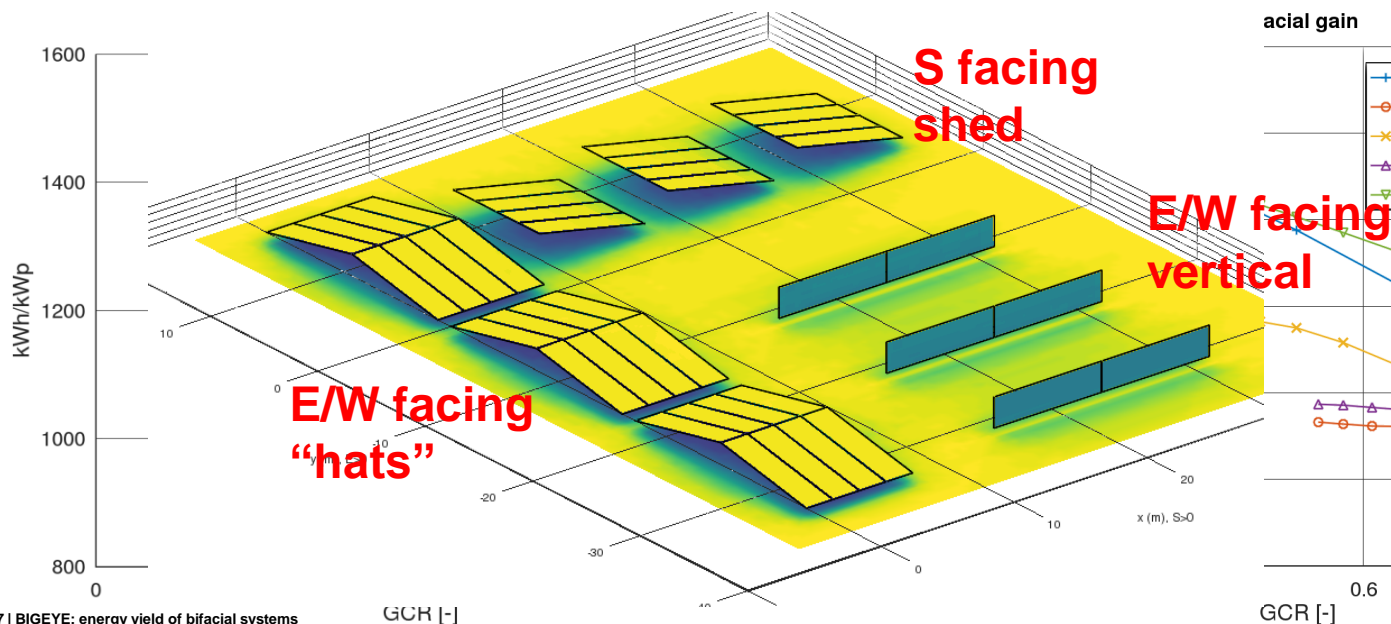 acial gain
1600
S facing
shed
1400
E/W facing
vertical
1200
kWh/kWp
10
0
E/W facing
“hats”
-10
-20
20
x (m), S>0
10
1000
-30
0
800
0
0.6
GCR [-]
GCR [-]
7 | BIGEYE: energy yield of bifacial systems